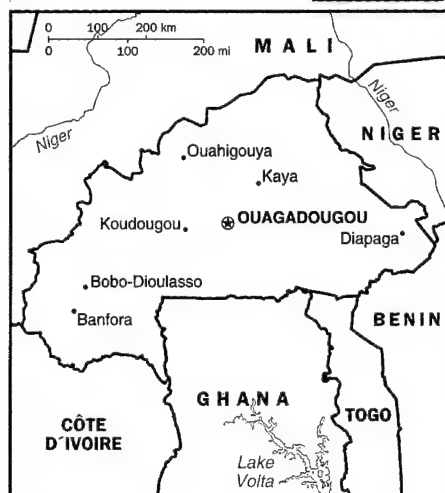 0 100 200 km
0 100 200 mi
MALI
Niger
Niger
NIGER
Ouahigouya
Kaya
Koudougou
OUAGADOUGOU
Diapaga
Bobo-Dioulasso
Banfora
BENIN
GHANA
CÔTE
D´IVOIRE
TOGO
Lake
Volta